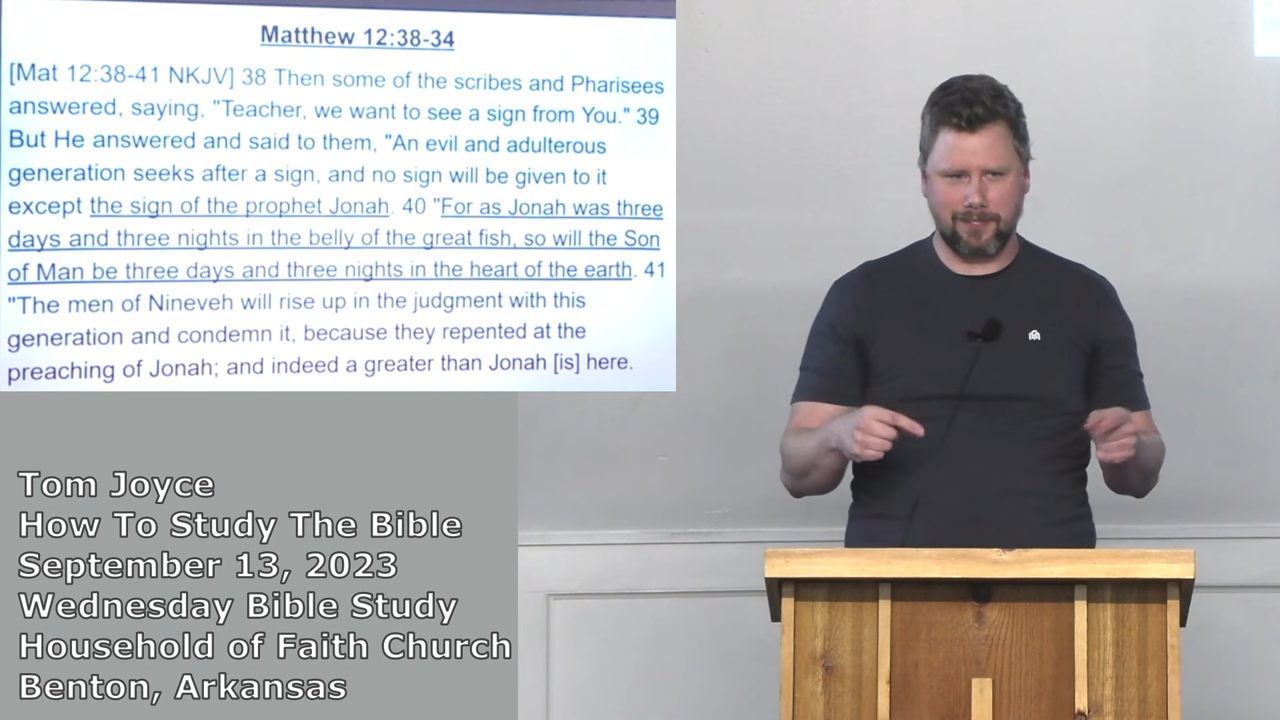 Matthew 12:38-34
[Mat 12:38-41 NKJV] 38 Then some of the scribes and Pharisees
answered, saying, "Teacher, we want to see a sign from You." 39
But He answered and said to them, "An evil and adulterous
generation seeks after a sign, and no sign will be given to it
except the sign of the prophet Jonah. 40 "For as Jonah was three
days and three nights in the belly of the great fish, so will the Son
of Man be three days and three nights in the heart of the earth. 41
"The men of Nineveh will rise up in the judgment with this
generation and condemn it, because they repented at the
preaching of Jonah; and indeed a greater than Jonah [is] here.
Tom Joyce
How To Study The Bible
September 13, 2023
Wednesday Bible Study
Household of Faith Church
Benton, Arkansas